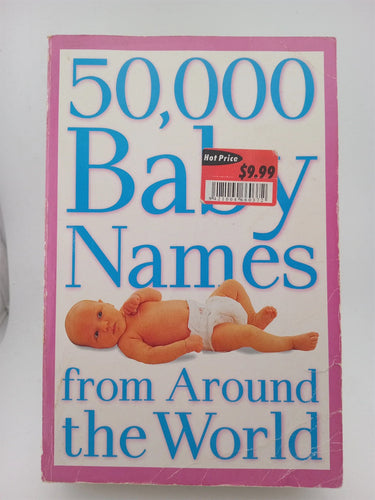 50,000
Baby
Hot Price
$9.99
Names
from Around
the World